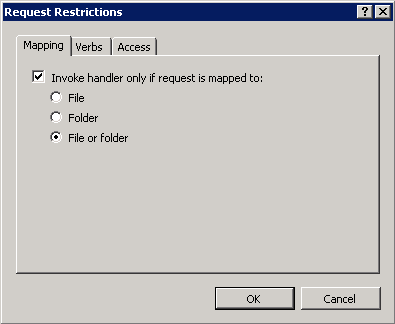 Request Restrictions
Mapping Verbs Access
Invoke handler only if request is mapped to:
File
Folder
File or folder
OK Cancel